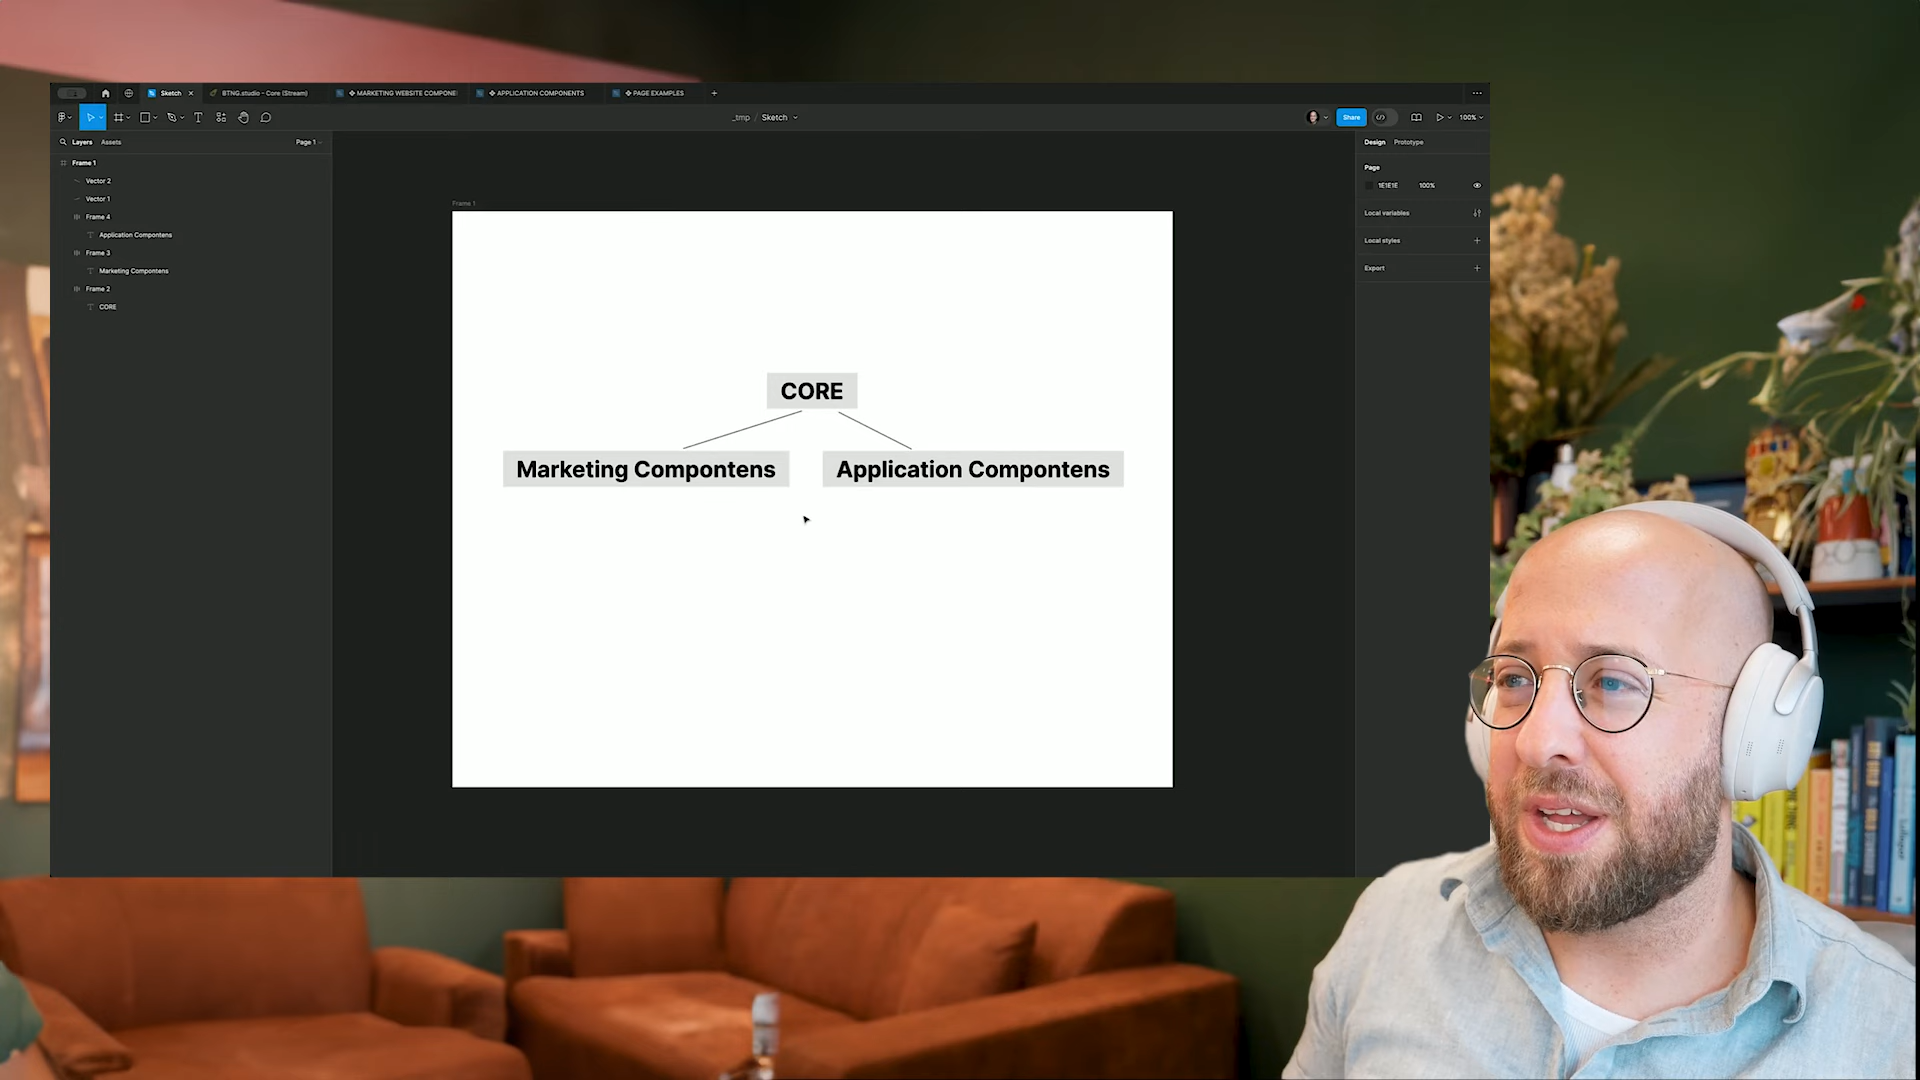 Sketch
BTNG.studio – Core (Stream)
MARKETING WEBSITE COMPONE
APPLICATION COMPONENTS
PAGE EXAMPLES
_tmp / Sketch
Share
100%
Layers
Assets
Page 1
Design
Prototype
Frame 1
Page
Vector 2
1E1E1E
100%
Vector 1
Frame 4
Local variables
Application Compontens
Local styles
Frame 3
Marketing Compontens
Export
Frame 2
CORE
Frame 1
CORE
Marketing Compontens
Application Compontens